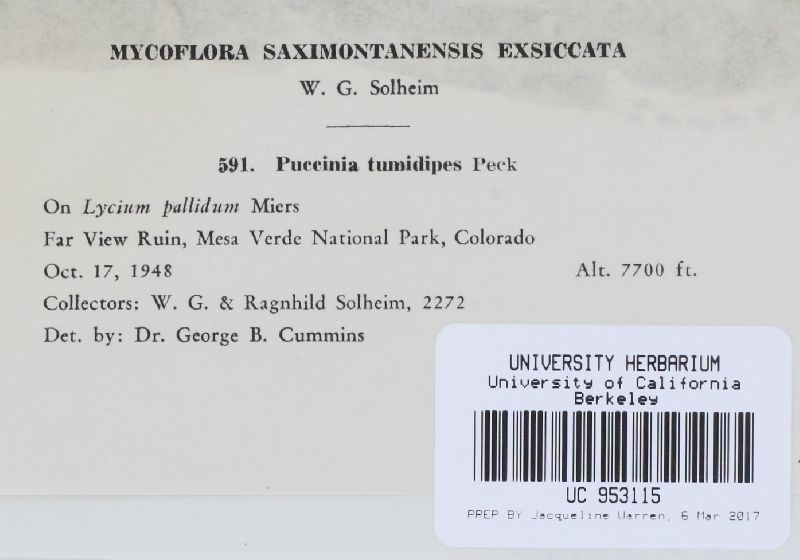 MYCOFLORA SAXIMONTANENSIS EXSICCATA
W. G. Solheim
591. Puccinia tumidipes Peck
On Lycium pallidum Miers
Far View Ruin, Mesa Verde National Park, Colorado
Oct. 17, 1948 Alt. 7700 ft.
Collectors: W. G. & Ragnhild Solheim, 2272
Det. by: Dr. George B. Cummins
UNIVERSITY HERBARIUM
University of California
Berkeley
UC 953115
PREP BY Jacqueline Warren, 6 Mar 2017